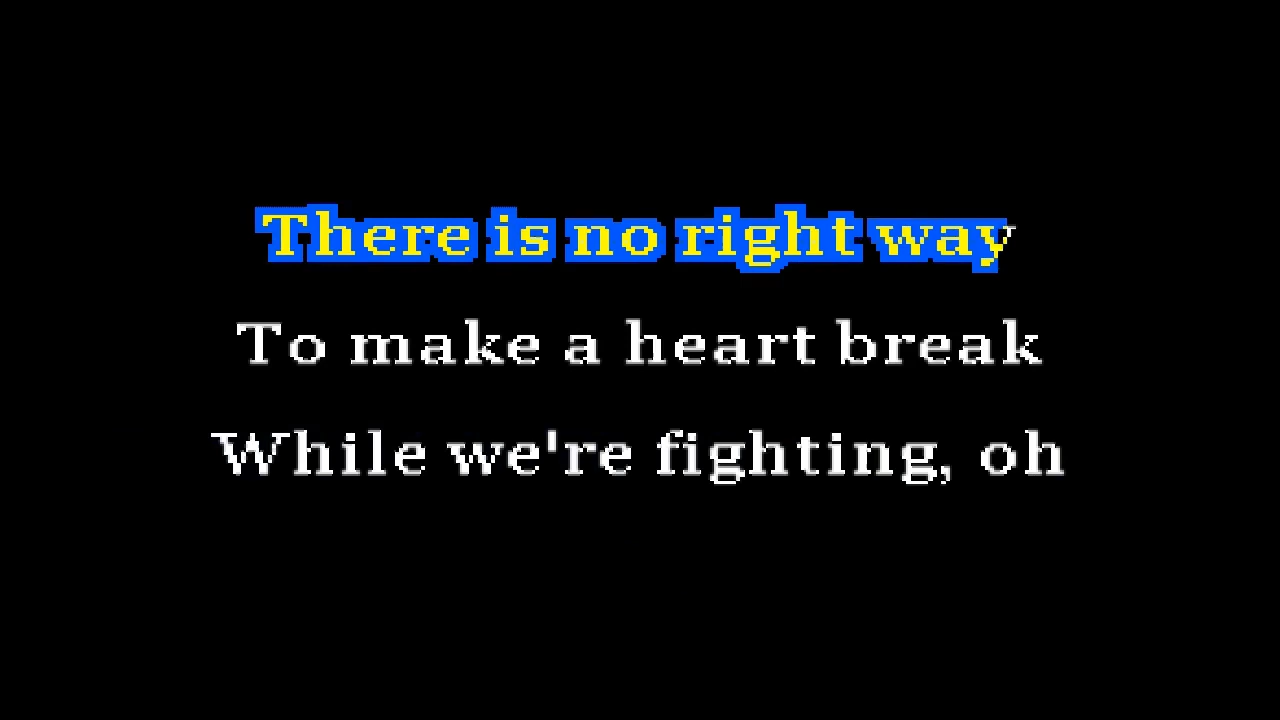 There is no right way
To make a heart break
While we're fighting, oh